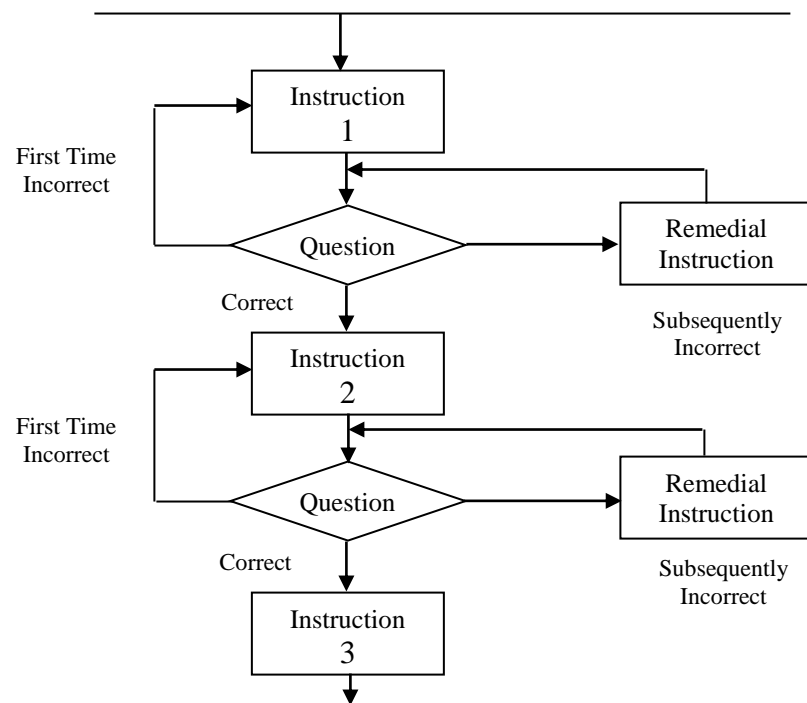 Instruction
1
First Time
Incorrect
Question
Remedial
Instruction
Correct
Subsequently
Incorrect
Instruction
2
First Time
Incorrect
Question
Remedial
Instruction
Correct
Subsequently
Incorrect
Instruction
3